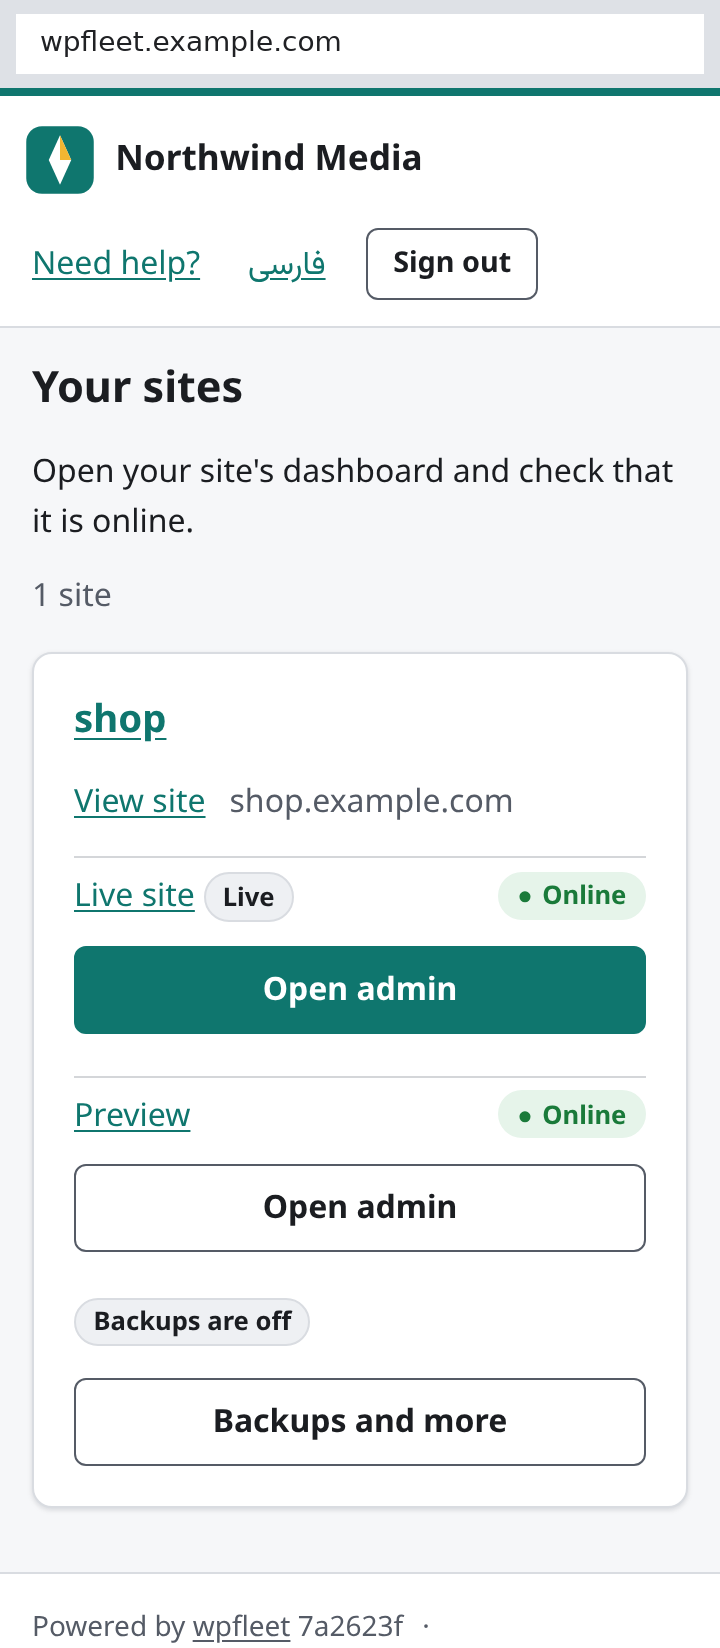 wpfleet.example.com
Northwind Media
Need help? فارسی Sign out
Your sites
Open your site's dashboard and check that
it is online.
1 site
shop
View site shop.example.com
Live site Live • Online
Open admin
Preview • Online
Open admin
Backups are off
Backups and more
Powered by wpfleet 7a2623f ·